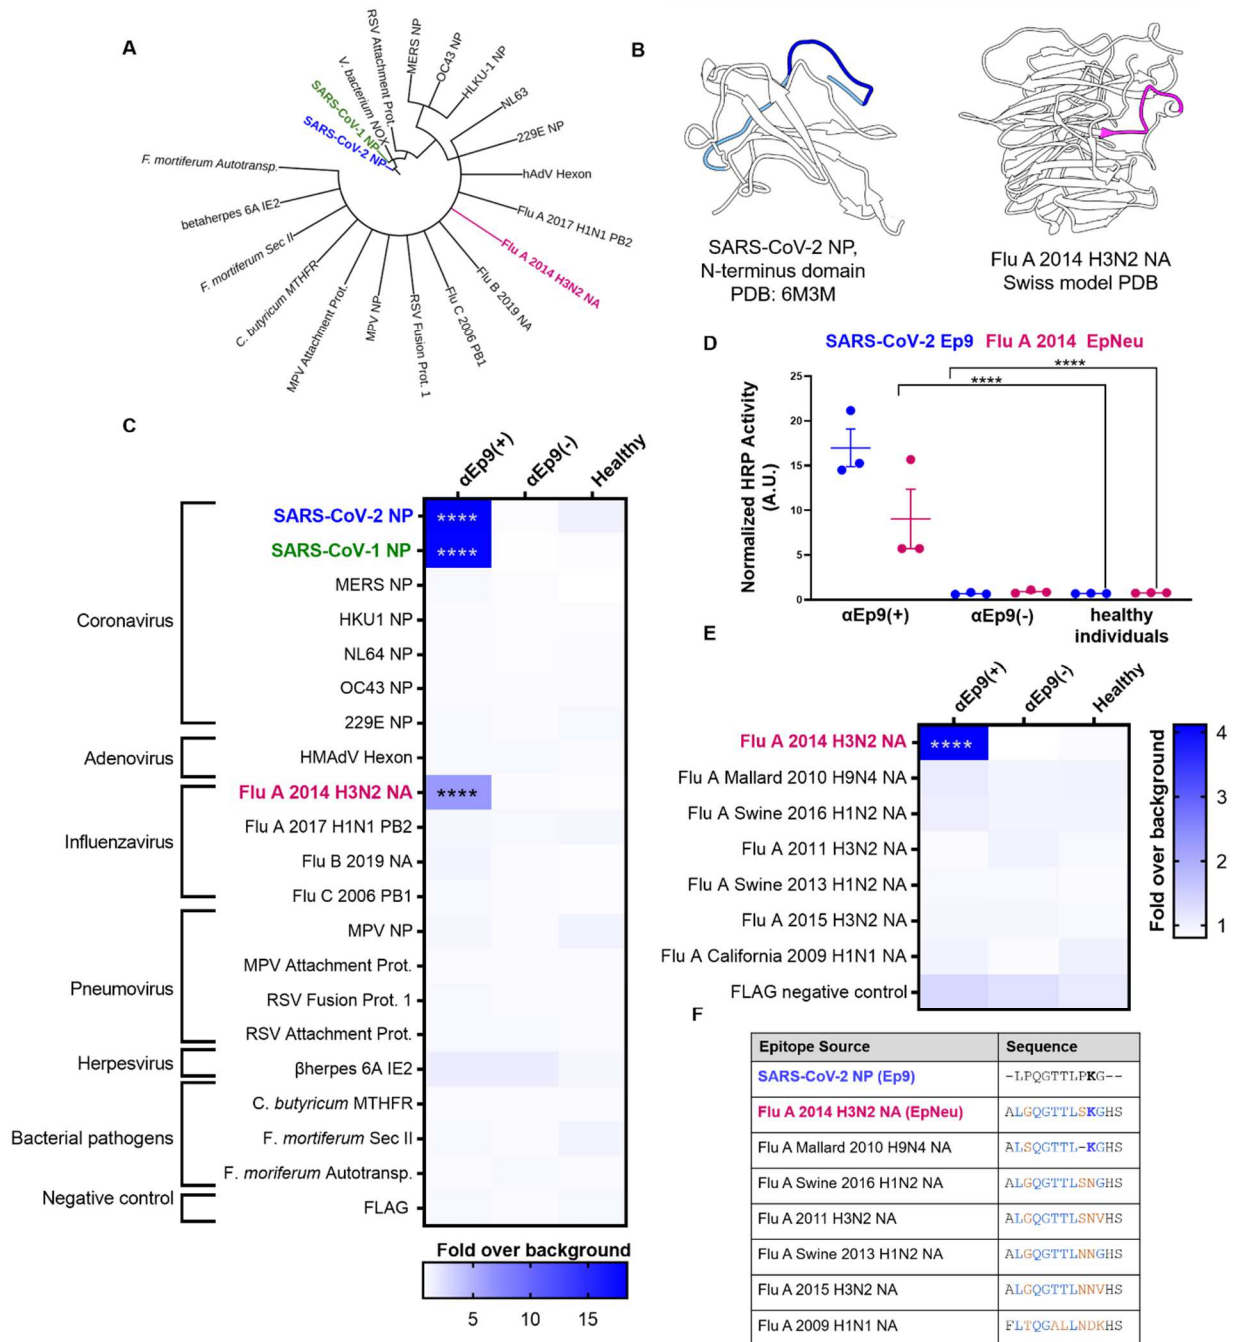 A
RSV Attachment Prot.
MERS NP
OC43 NP
HLKU-1 NP
NL63
229E NP
hAdV Hexon
Flu A 2017 H1N1 PB2
Flu A 2014 H3N2 NA
Flu B 2019 NA
Flu C 2006 PB1
RSV Fusion Prot. 1
MPV NP
MPV Attachment Prot.
C. butyricum MTHFR
F. mortiferum Sec II
betaherpes 6A IE2
F. mortiferum Autotransp.
SARS-CoV-2 NP
SARS-CoV-1 NP
V. bacterium NOX
B
SARS-CoV-2 NP,
N-terminus domain
PDB: 6M3M
Flu A 2014 H3N2 NA
Swiss model PDB
C
αEp9(+)
αEp9(-)
Healthy
Coronavirus
SARS-CoV-2 NP
****
SARS-CoV-1 NP
****
MERS NP
HKU1 NP
NL64 NP
OC43 NP
229E NP
Adenovirus
HMAdV Hexon
Influenzavirus
Flu A 2014 H3N2 NA
****
Flu A 2017 H1N1 PB2
Flu B 2019 NA
Flu C 2006 PB1
Pneumovirus
MPV NP
MPV Attachment Prot.
RSV Fusion Prot. 1
RSV Attachment Prot.
Herpesvirus
βherpes 6A IE2
Bacterial pathogens
C. butyricum MTHFR
F. mortiferum Sec II
F. moriferum Autotransp.
Negative control
FLAG
Fold over background
5 10 15
D
SARS-CoV-2 Ep9 Flu A 2014 EpNeu
****
****
Normalized HRP Activity
(A.U.)
25
20
15
10
5
0
αEp9(+)
αEp9(-)
healthy
individuals
E
αEp9(+)
αEp9(-)
Healthy
Flu A 2014 H3N2 NA
****
Flu A Mallard 2010 H9N4 NA
Flu A Swine 2016 H1N2 NA
Flu A 2011 H3N2 NA
Flu A Swine 2013 H1N2 NA
Flu A 2015 H3N2 NA
Flu A California 2009 H1N1 NA
FLAG negative control
Fold over background
4
3
2
1
F
Epitope Source Sequence
SARS-CoV-2 NP (Ep9) -LPQGTTLPKG--
Flu A 2014 H3N2 NA (EpNeu) ALGQGTTLSKGHS
Flu A Mallard 2010 H9N4 NA ALSQGTTL-KGHS
Flu A Swine 2016 H1N2 NA ALGQGTTLSNGHS
Flu A 2011 H3N2 NA ALGQGTTLSNVHS
Flu A Swine 2013 H1N2 NA ALGQGTTLNNGHS
Flu A 2015 H3N2 NA ALGQGTTLNNVHS
Flu A 2009 H1N1 NA FLTQGALLNDKHS